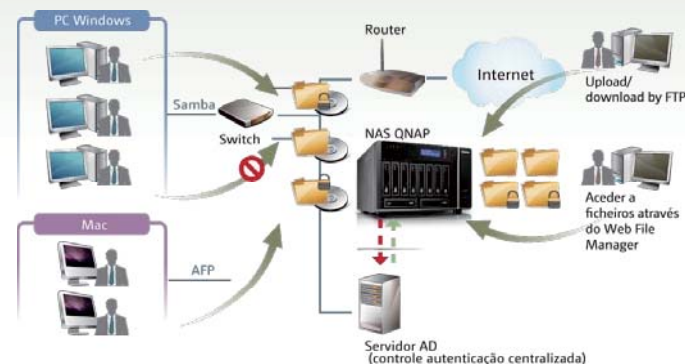 PC Windows
Router
Internet
Upload/
download by FTP
Samba
Switch
NAS QNAP
Aceder a
ficheiros através
do Web File
Manager
Mac
AFP
Servidor AD
(controle autenticação centralizada)